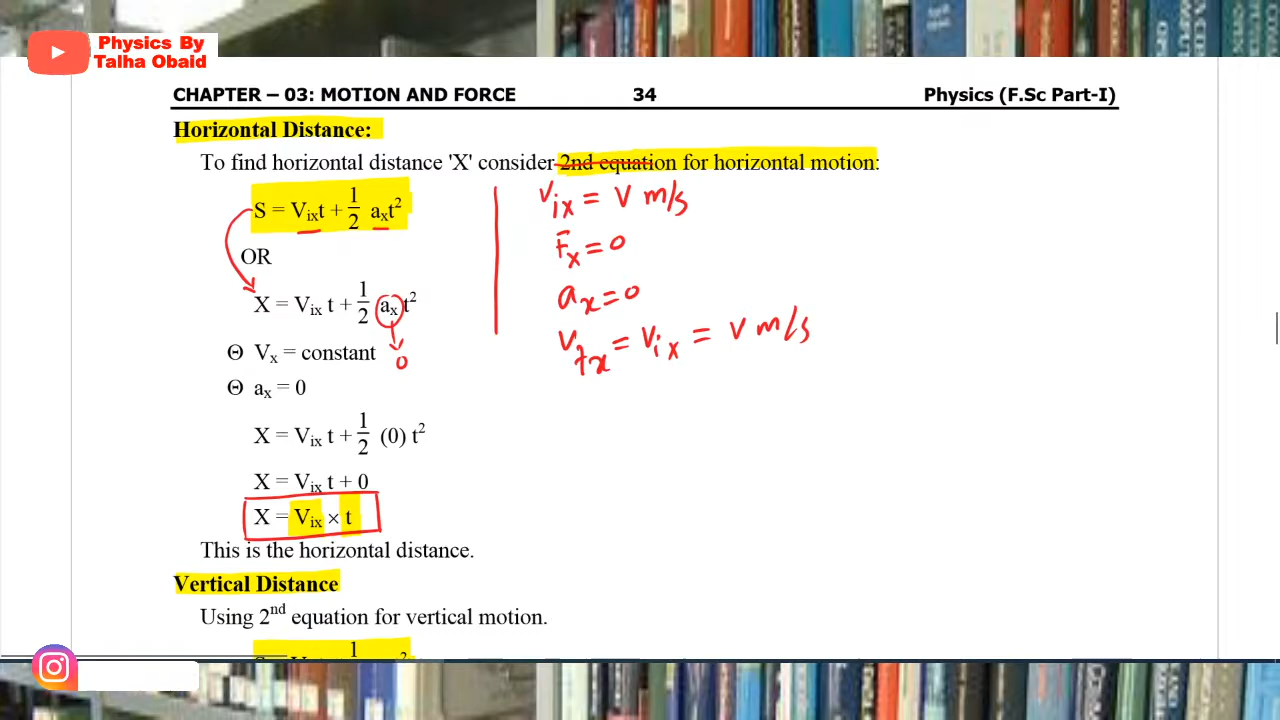 Physics By
Talha Obaid
CHAPTER – 03: MOTION AND FORCE 34 Physics (F.Sc Part-I)
Horizontal Distance:
To find horizontal distance 'X' consider 2nd equation for horizontal motion:
S = V_ix t + 1/2 a_x t²
OR
X = V_ix t + 1/2 a_x t²
0
Θ V_x = constant
Θ a_x = 0
X = V_ix t + 1/2 (0) t²
X = V_ix t + 0
X = V_ix × t
This is the horizontal distance.
Vertical Distance
Using 2nd equation for vertical motion.
V_ix = V m/s
F_x = 0
a_x = 0
V_fx = V_ix = V m/s